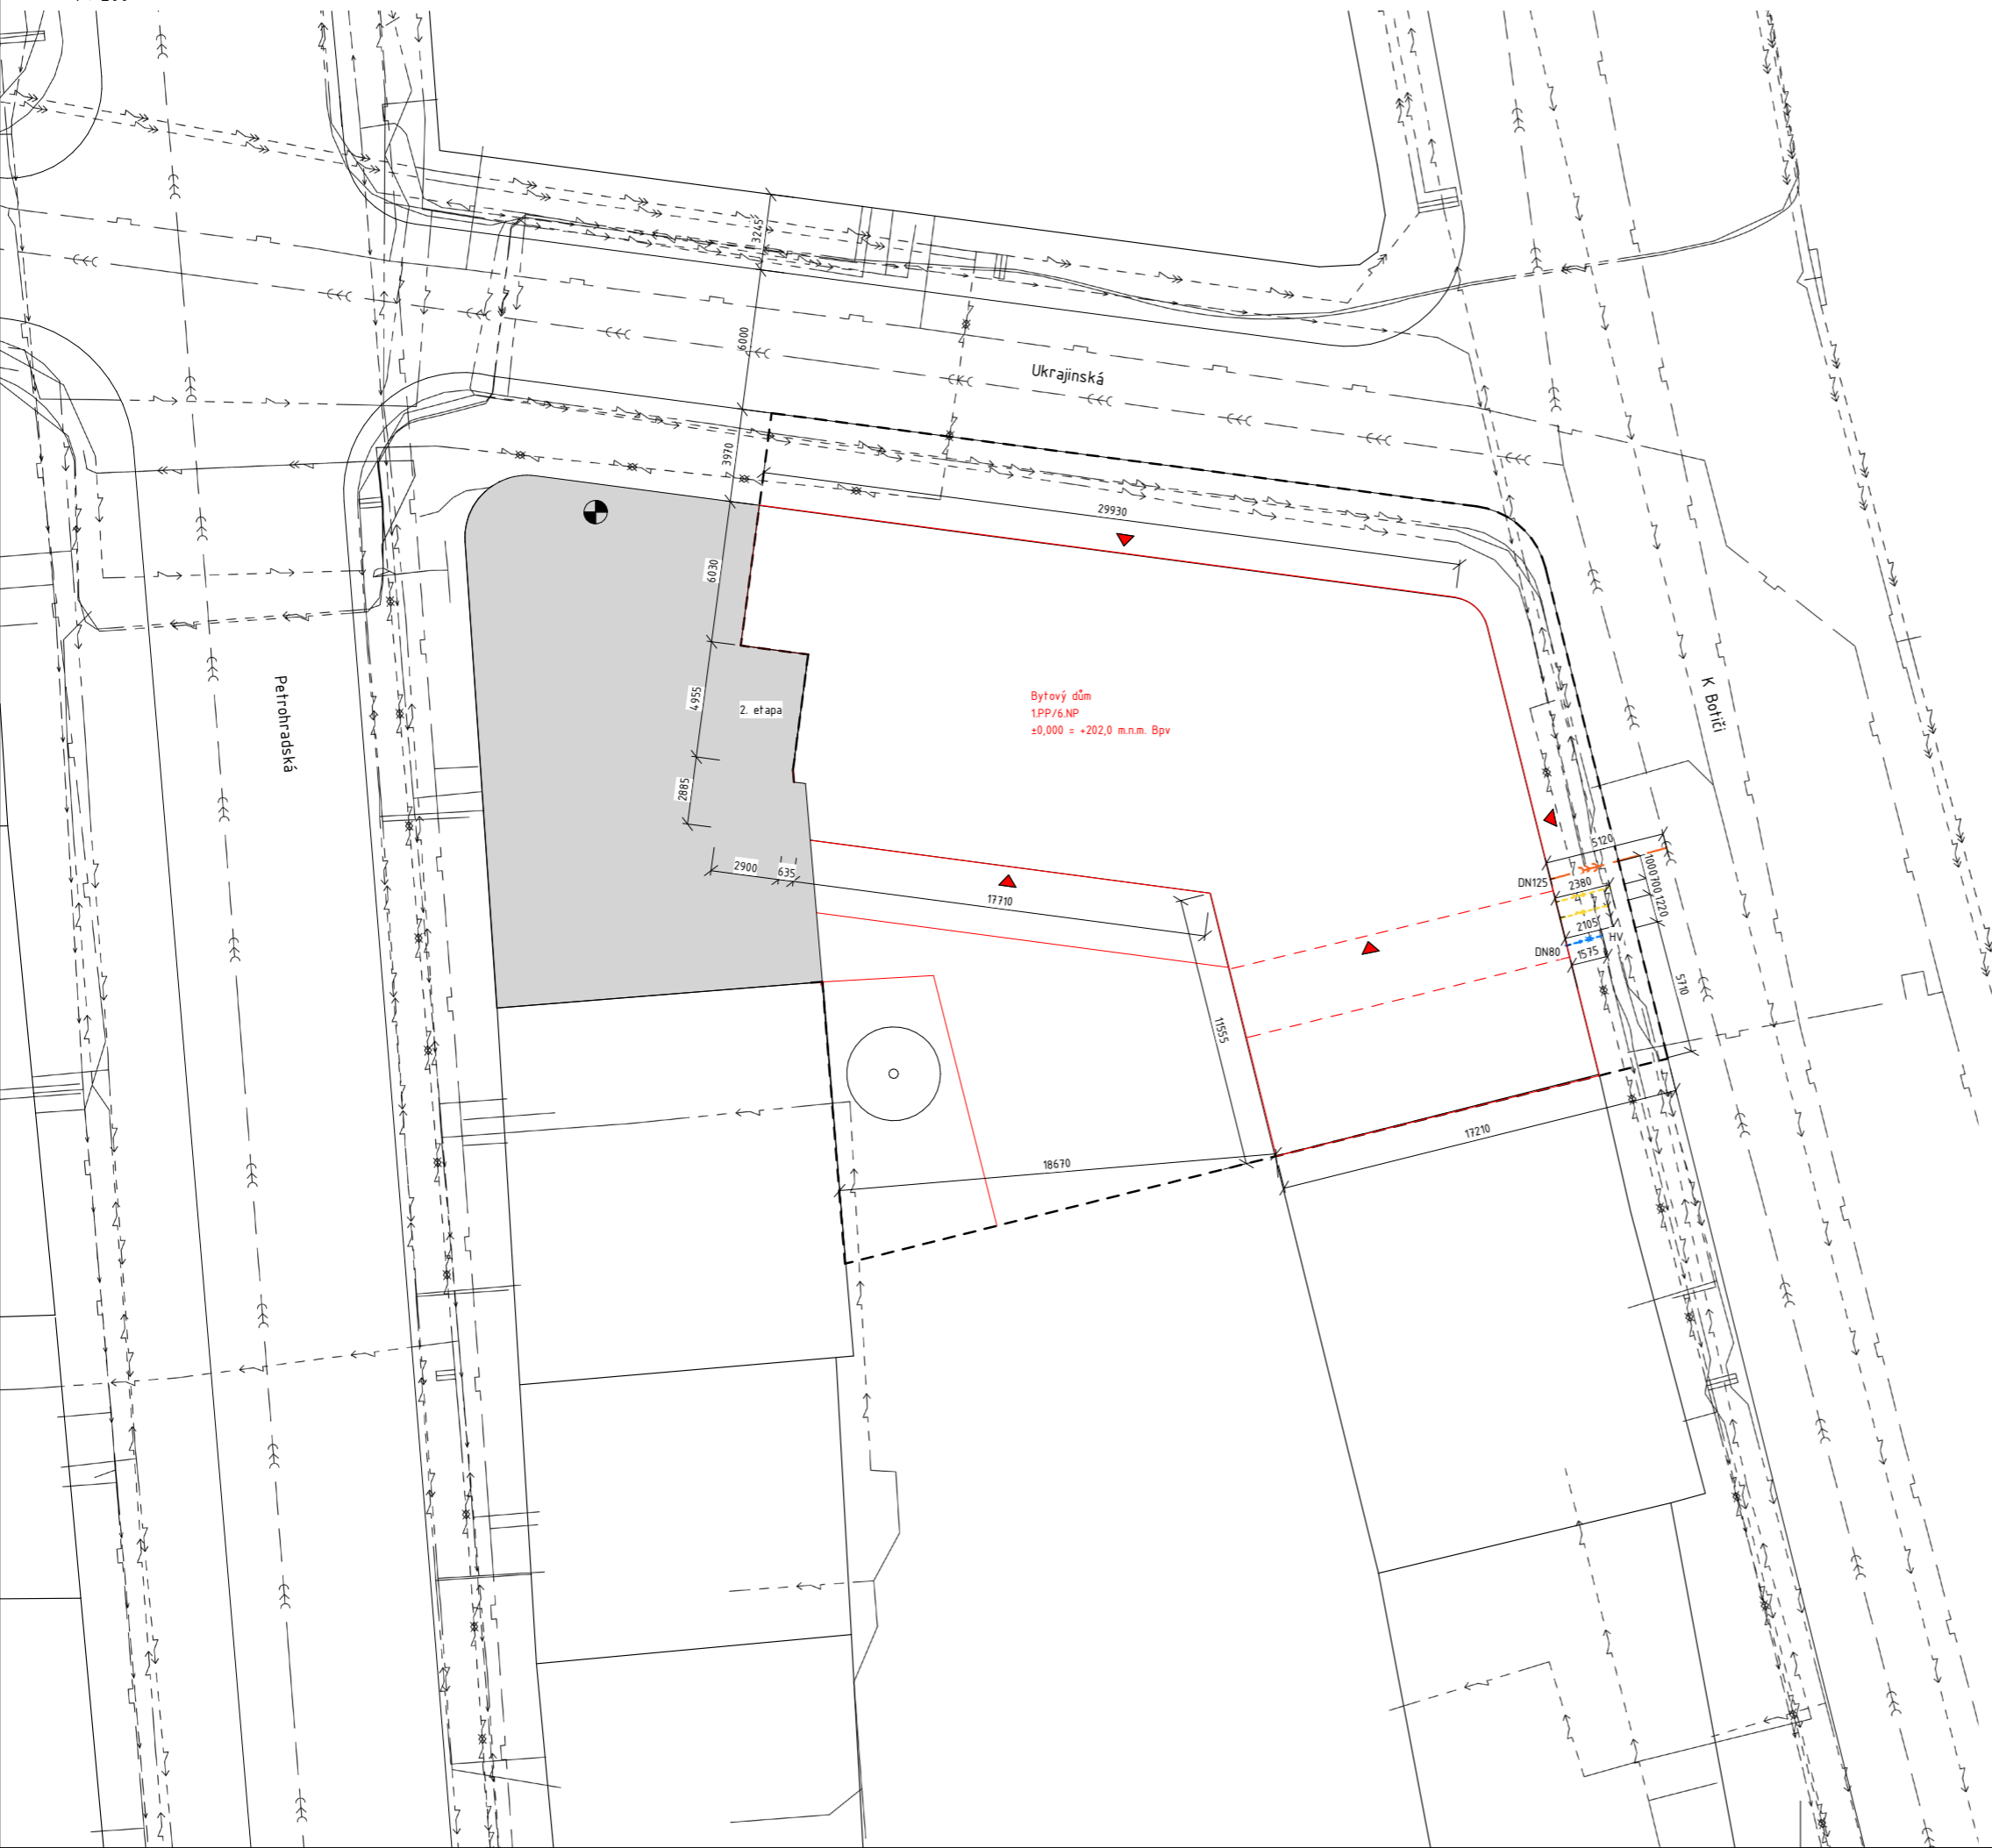 3245
6000
Ukrajinská
3970
29930
6030
Petrohradská
4955
2. etapa
Bytový dům
1.PP/6.NP
±0,000 = +202,0 m.n.m. Bpv
K Botiči
2885
5120
2900
635
1000
700
1220
DN125
2380
17710
2105
HV
DN80
1575
5710
11555
17210
18670